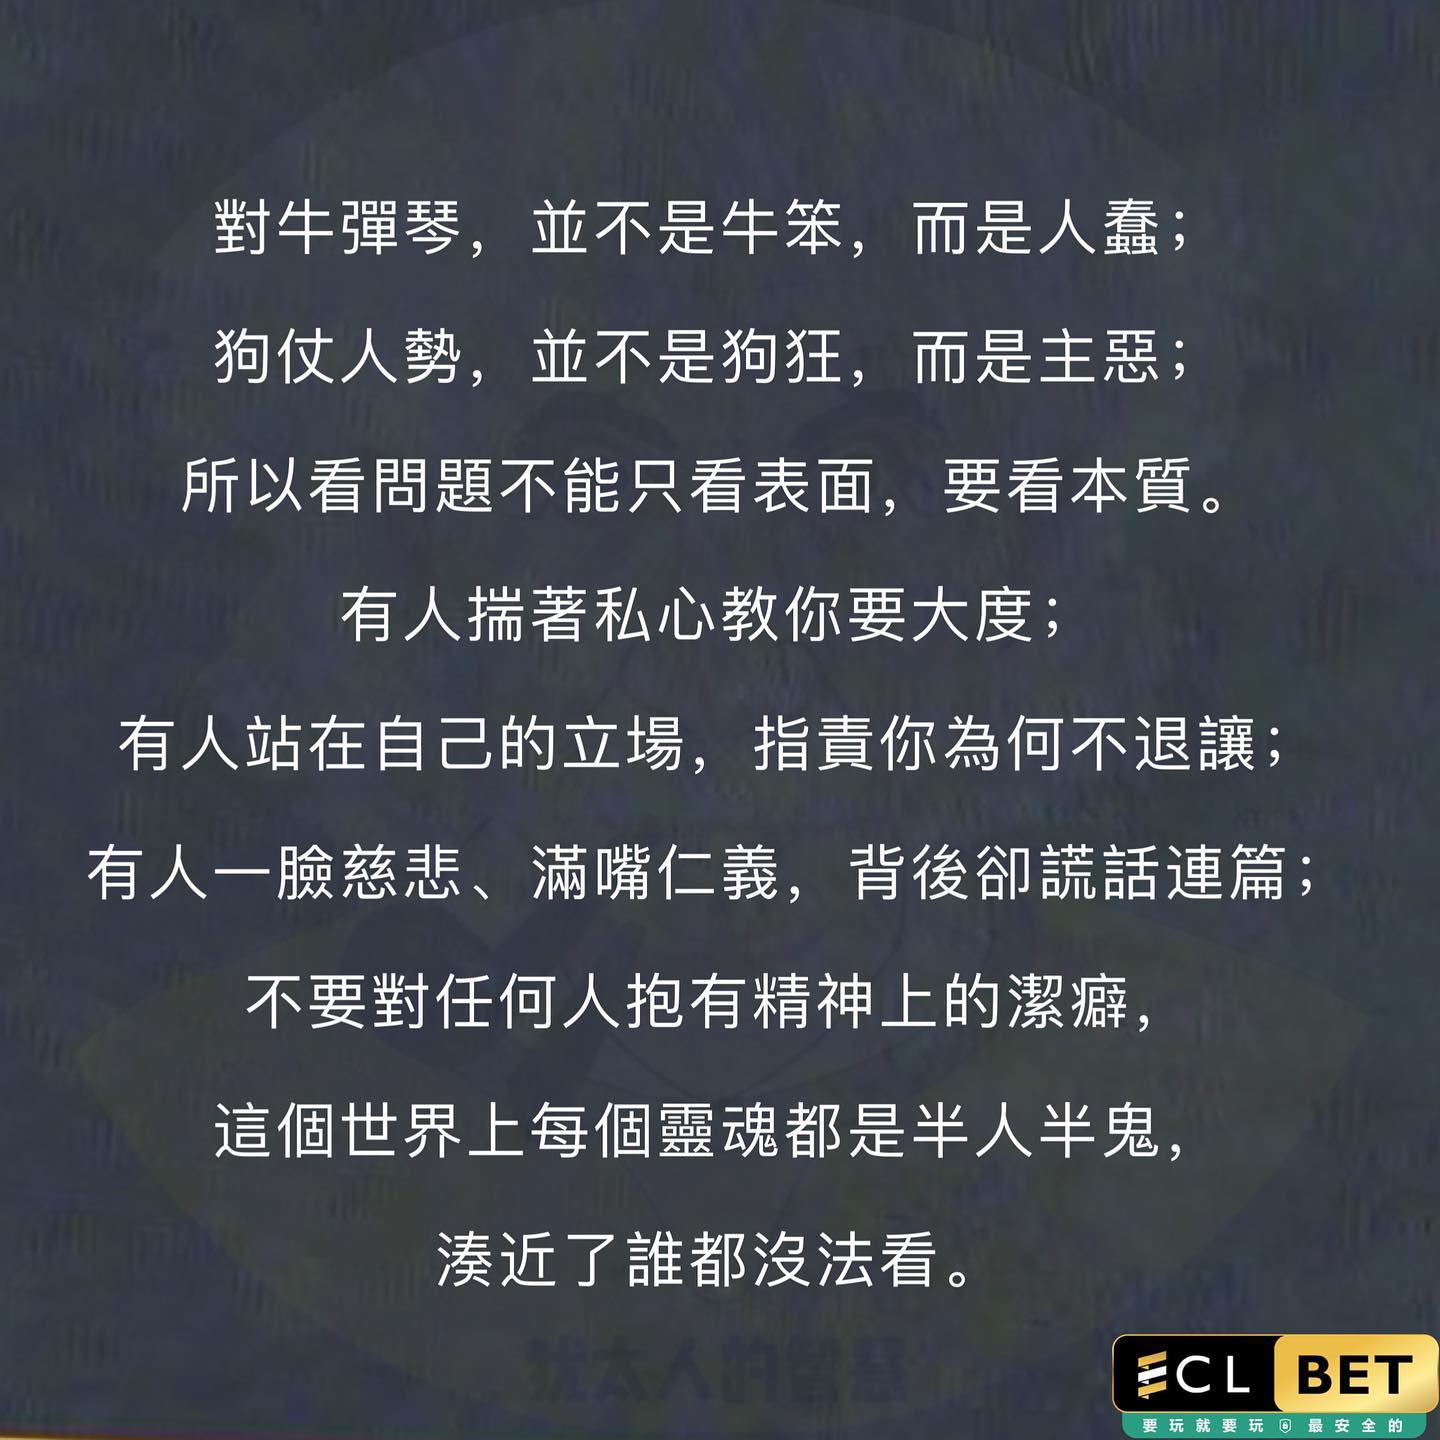 對牛彈琴，並不是牛笨，而是人蠢；
狗仗人勢，並不是狗狂，而是主惡；
所以看問題不能只看表面，要看本質。
有人揣著私心教你要大度；
有人站在自己的立場，指責你為何不退讓；
有人一臉慈悲、滿嘴仁義，背後卻謊話連篇；
不要對任何人抱有精神上的潔癖，
這個世界上每個靈魂都是半人半鬼，
湊近了誰都沒法看。
ECL BET
要玩就要玩 最安全的